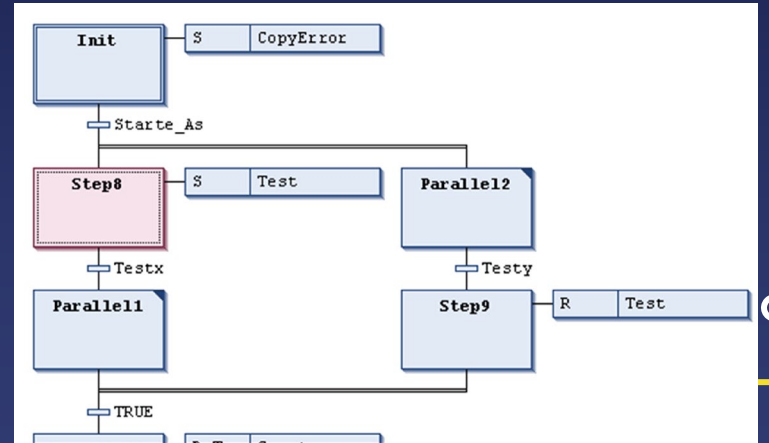 Init
S CopyError
Starte_As
Step8
S Test
Parallel2
Testx
Testy
Parallel1
Step9
R Test
TRUE